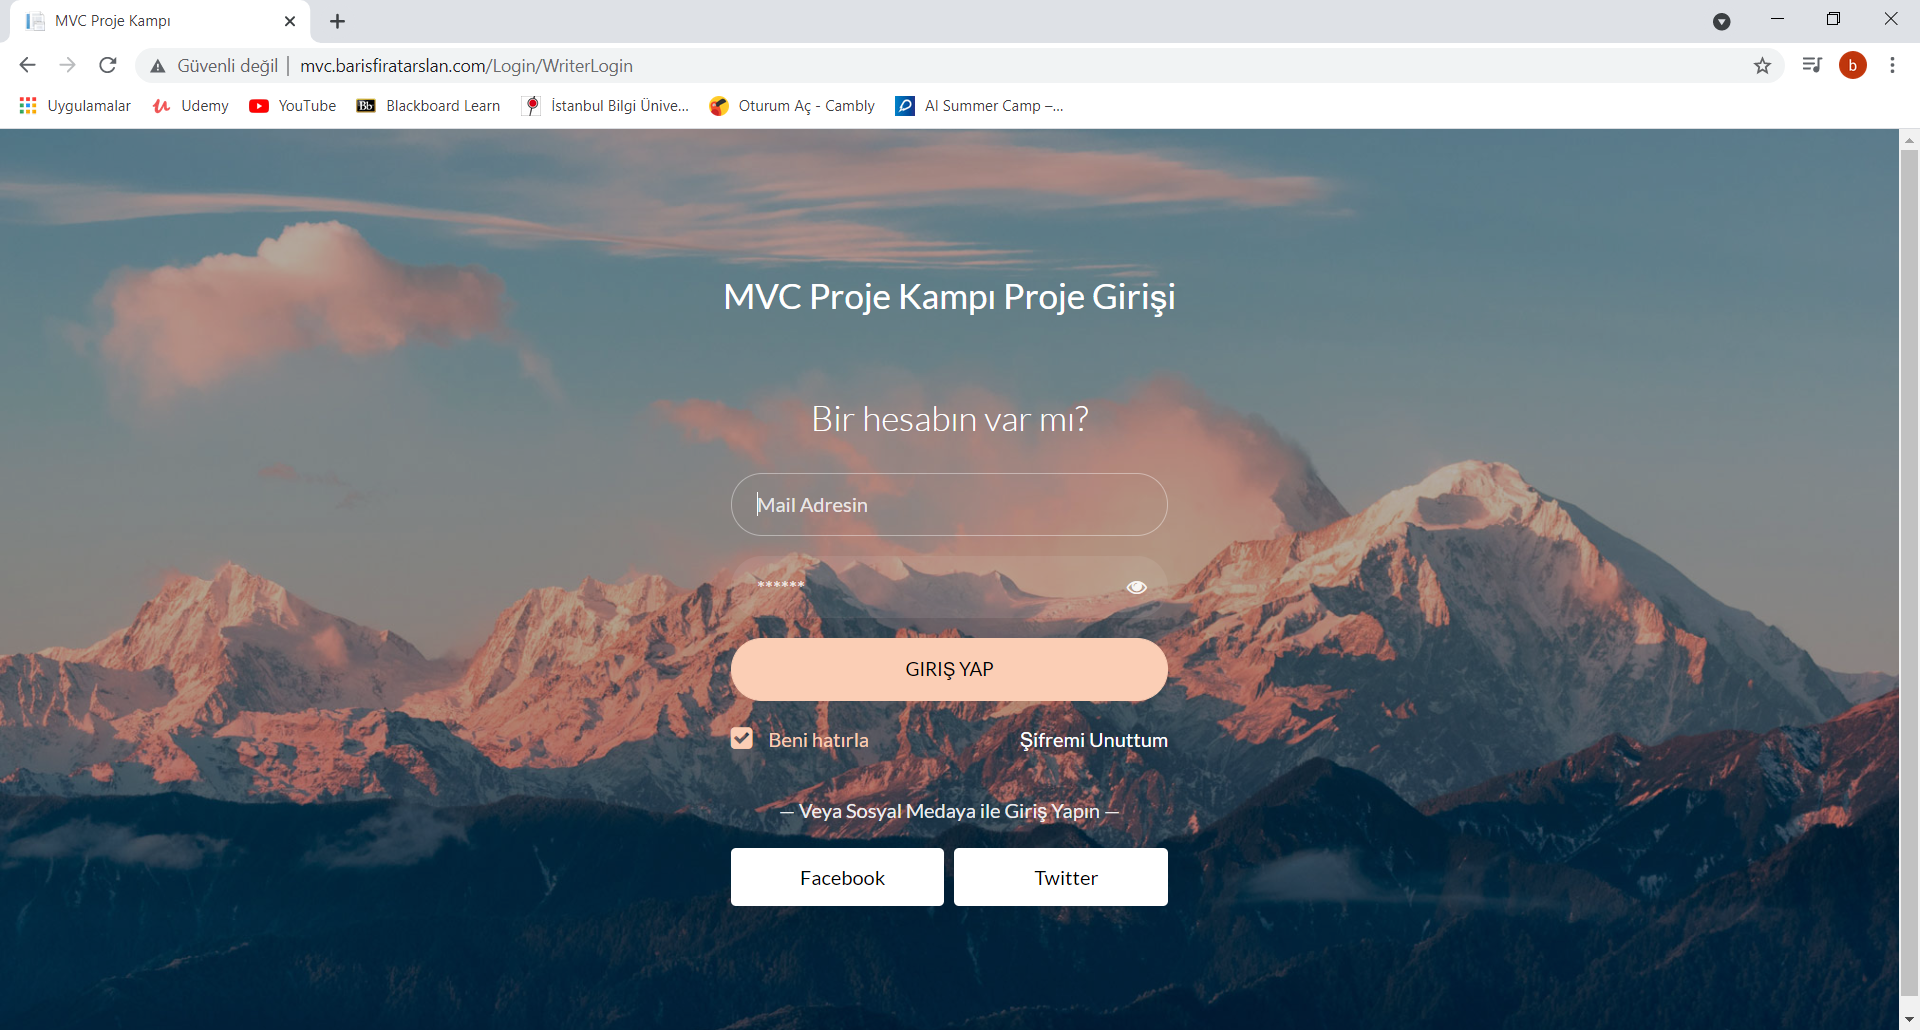 MVC Proje Kampı
Güvenli değil | mvc.barisfiratarslan.com/Login/WriterLogin
b
Uygulamalar Udemy YouTube Bb Blackboard Learn İstanbul Bilgi Ünive... Oturum Aç - Cambly AI Summer Camp –...
MVC Proje Kampı Proje Girişi
Bir hesabın var mı?
Mail Adresin
******
GIRIŞ YAP
Beni hatırla Şifremi Unuttum
— Veya Sosyal Medaya ile Giriş Yapın —
Facebook Twitter